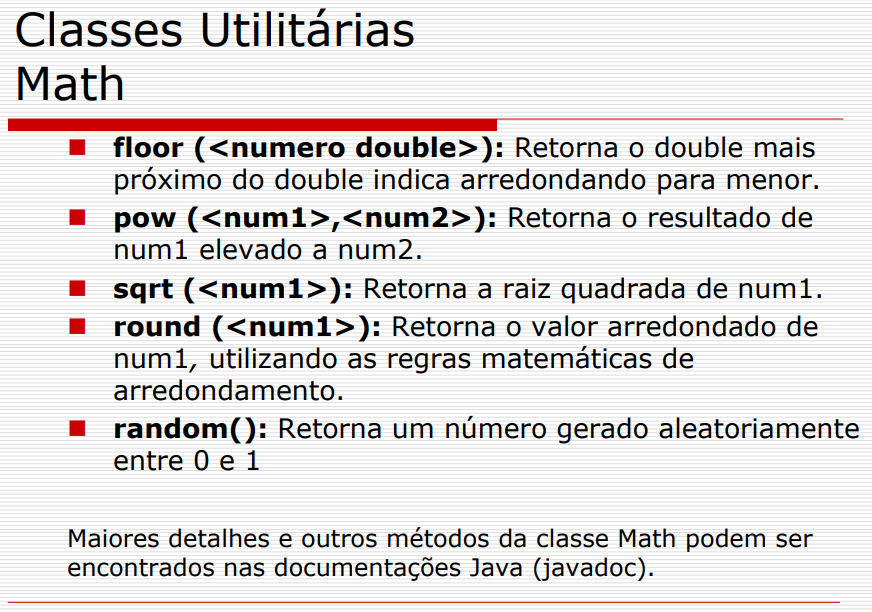 Classes Utilitárias
Math
floor (<numero double>): Retorna o double mais
próximo do double indica arredondando para menor.
pow (<num1>,<num2>): Retorna o resultado de
num1 elevado a num2.
sqrt (<num1>): Retorna a raiz quadrada de num1.
round (<num1>): Retorna o valor arredondado de
num1, utilizando as regras matemáticas de
arredondamento.
random(): Retorna um número gerado aleatoriamente
entre 0 e 1
Maiores detalhes e outros métodos da classe Math podem ser
encontrados nas documentações Java (javadoc).